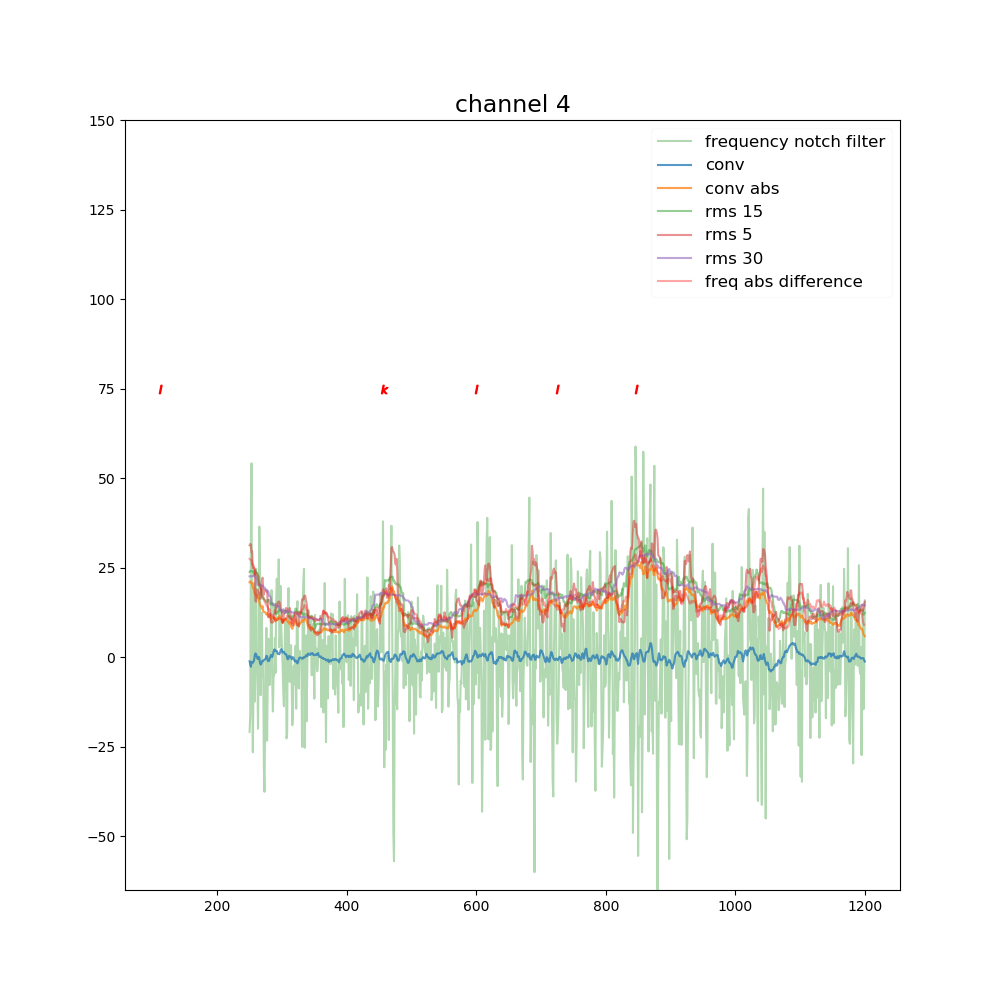 channel 4
150
125
100
75
50
25
0
−25
−50
frequency notch filter
conv
conv abs
rms 15
rms 5
rms 30
freq abs difference
l k l l l
200 400 600 800 1000 1200